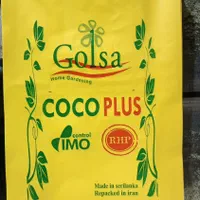 Golsa
Home Gardening
COCO PLUS
control
IMO
RHP
Made in srilanka
Repacked in iran